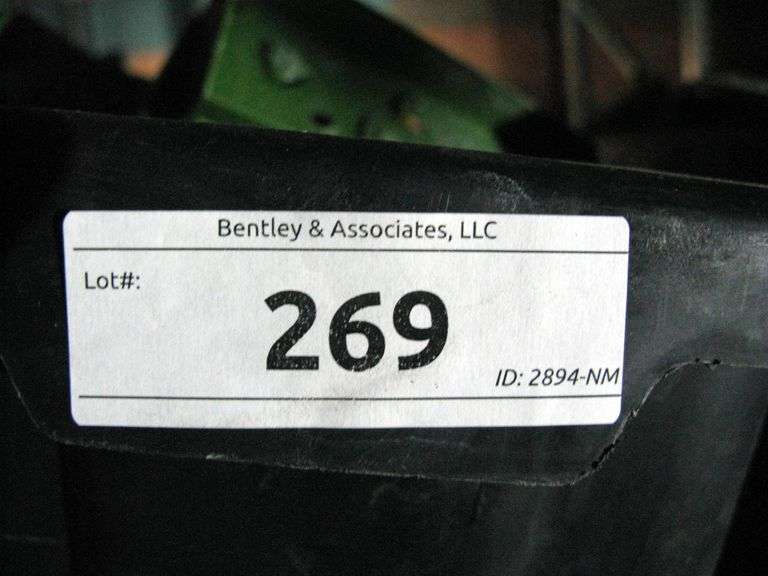 Bentley & Associates, LLC
Lot#:
269
ID: 2894-NM